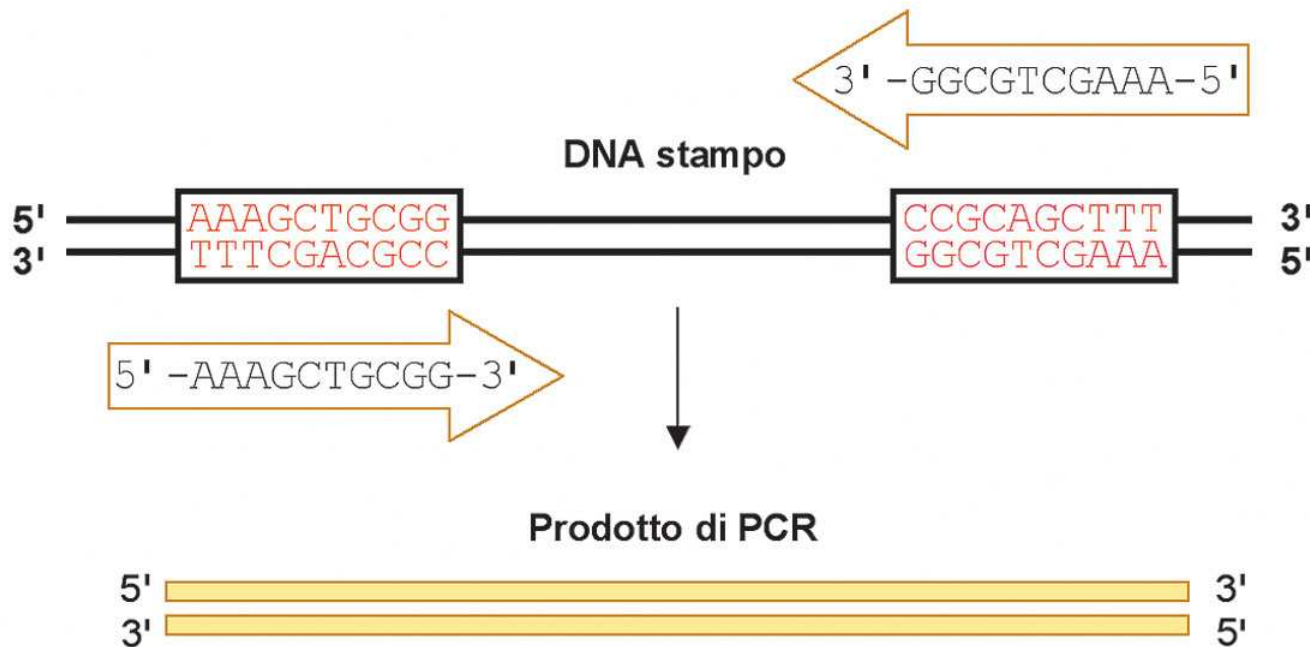 3'-GGCGTCGAAA-5'
DNA stampo
5' AAAGCTGCGG CCGCAGCTTT 3'
3' TTTCGACGCC GGCGTCGAAA 5'
5'-AAAGCTGCGG-3'
Prodotto di PCR
5' 3'
3' 5'